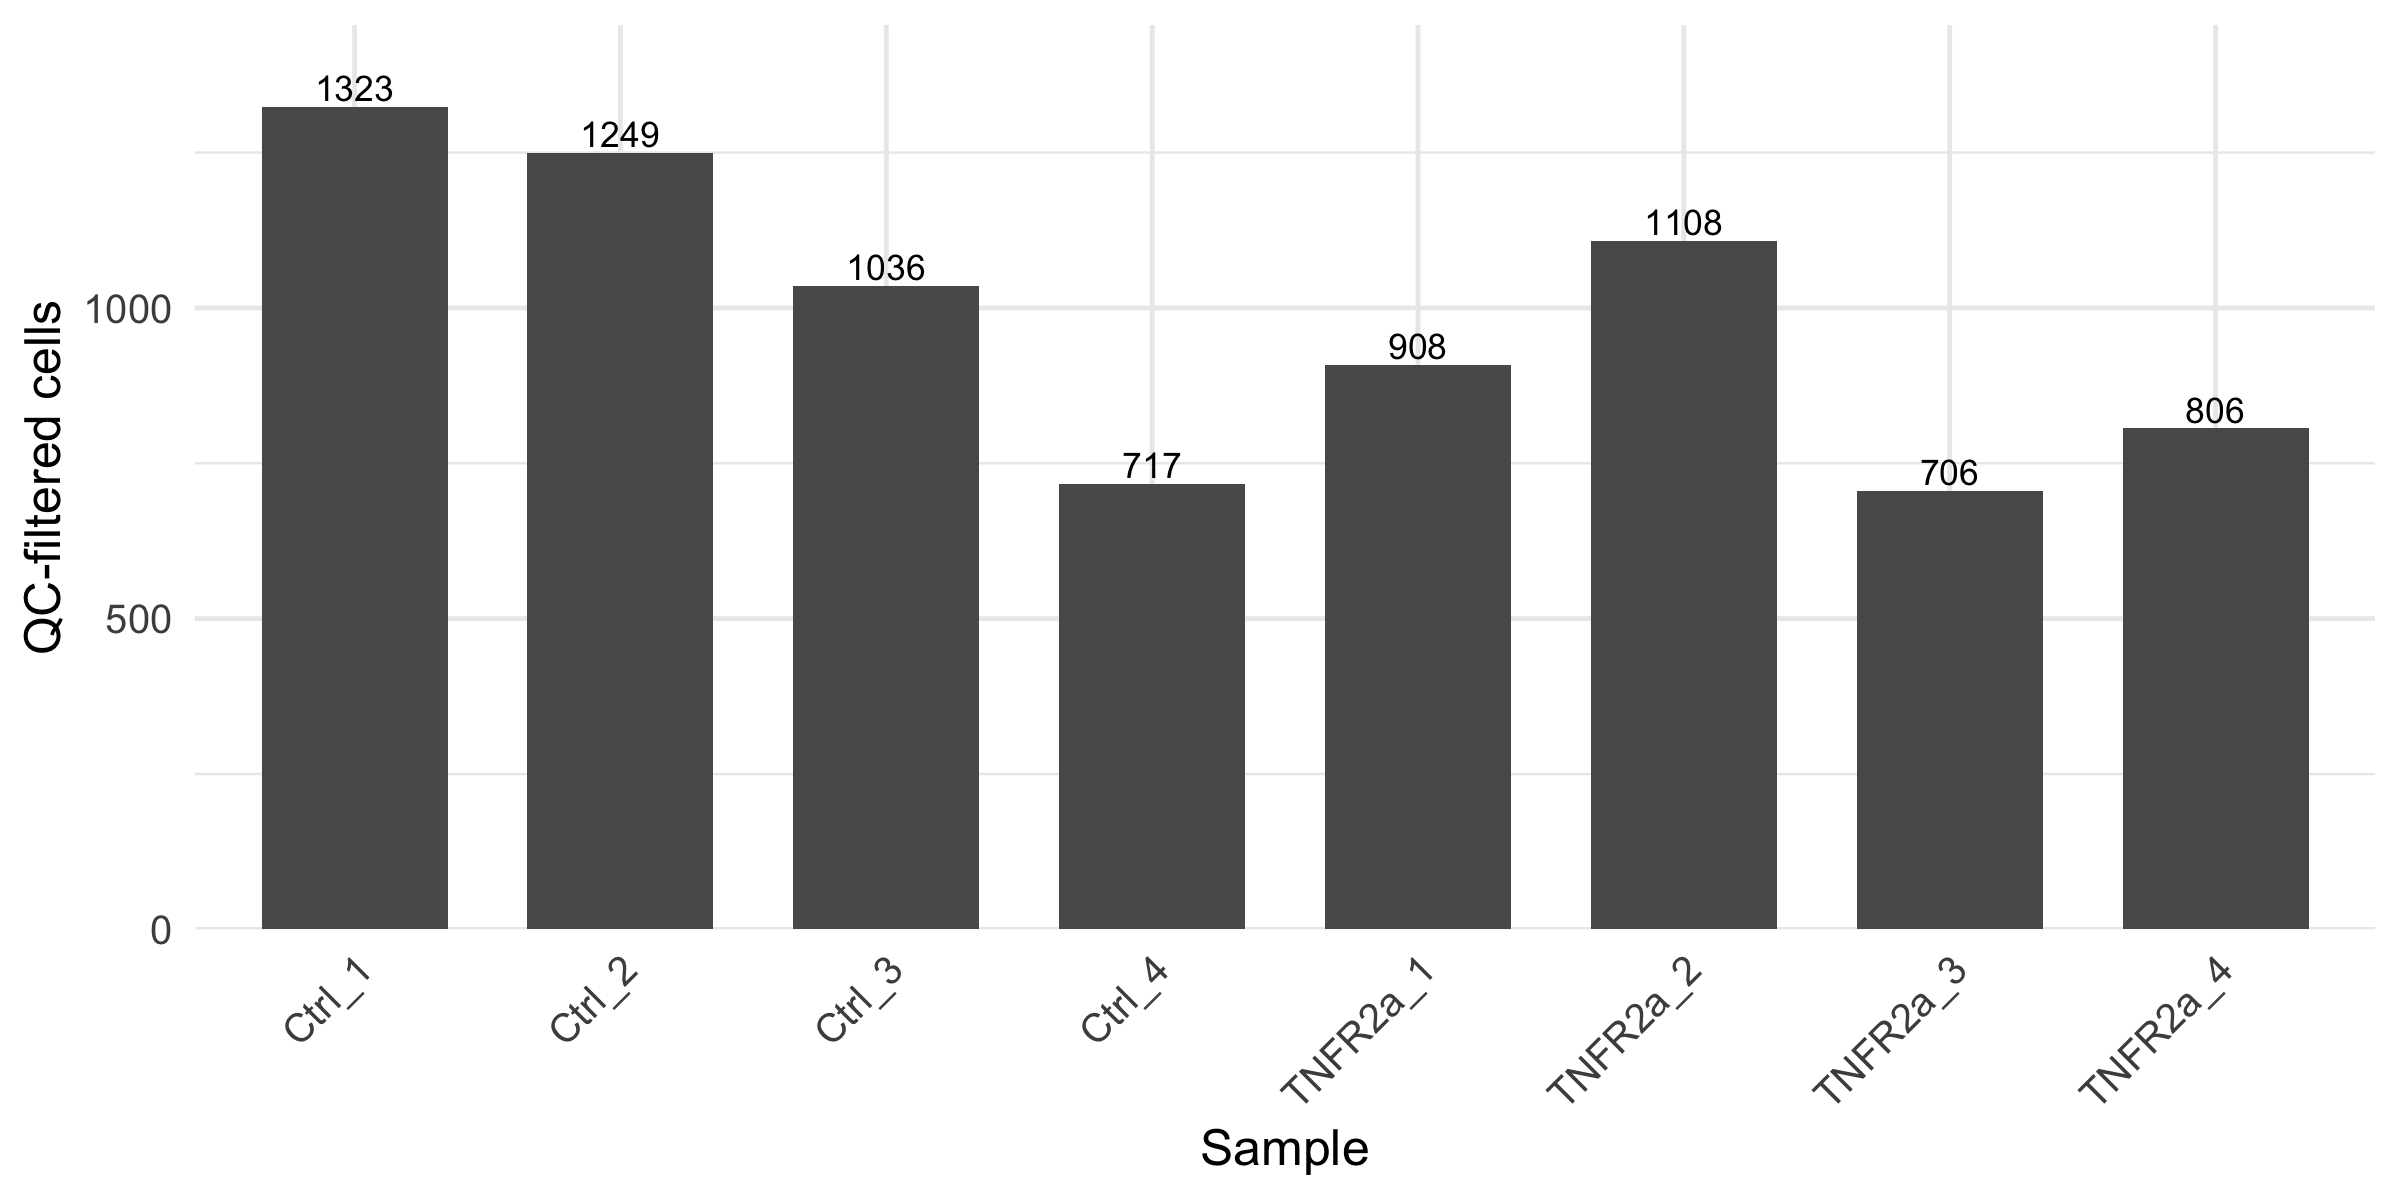 1323
1249
1036
717
908
1108
706
806
QC-filtered cells
1000
500
0
Ctrl_1
Ctrl_2
Ctrl_3
Ctrl_4
TNFR2a_1
TNFR2a_2
TNFR2a_3
TNFR2a_4
Sample